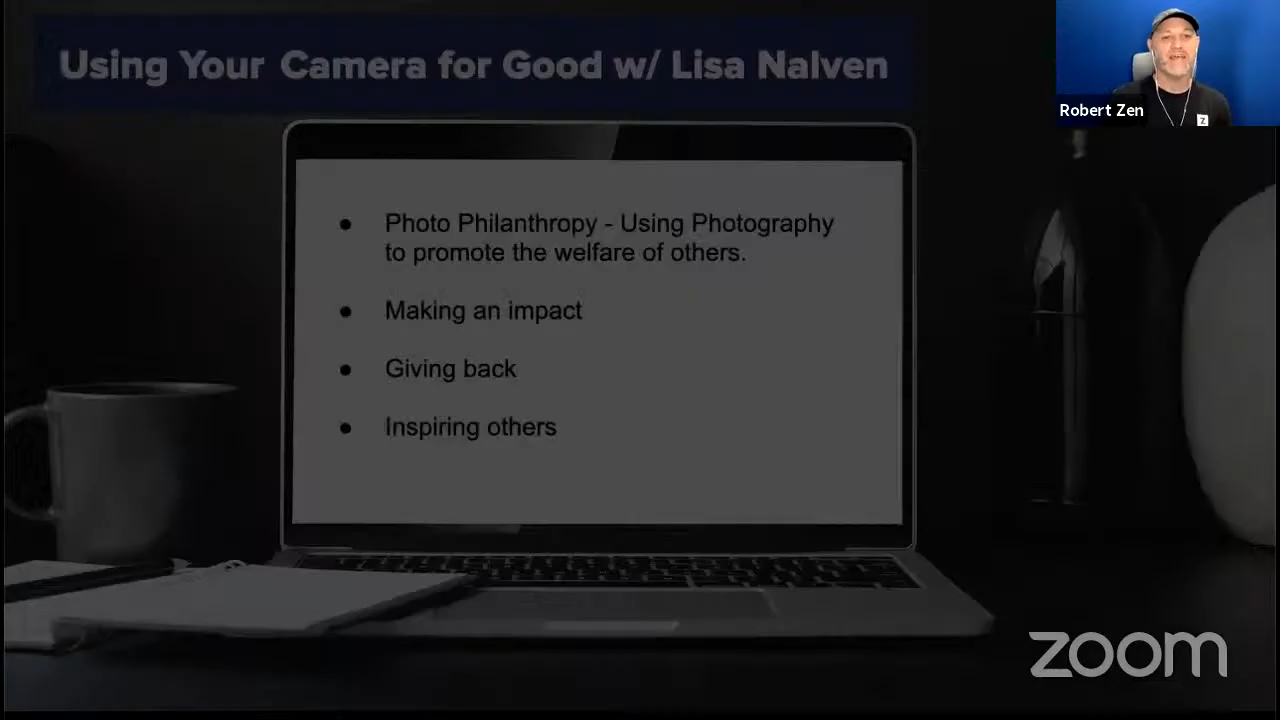 Using Your Camera for Good w/ Lisa Nalven
Robert Zen
Z
● Photo Philanthropy - Using Photography
to promote the welfare of others.
● Making an impact
● Giving back
● Inspiring others
zoom